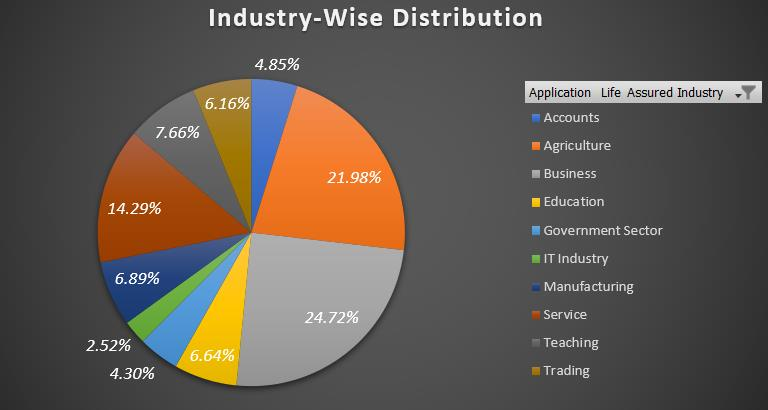 Industry-Wise Distribution
4.85%
21.98%
24.72%
6.64%
4.30%
2.52%
6.89%
14.29%
7.66%
6.16%
Application Life Assured Industry
Accounts
Agriculture
Business
Education
Government Sector
IT Industry
Manufacturing
Service
Teaching
Trading